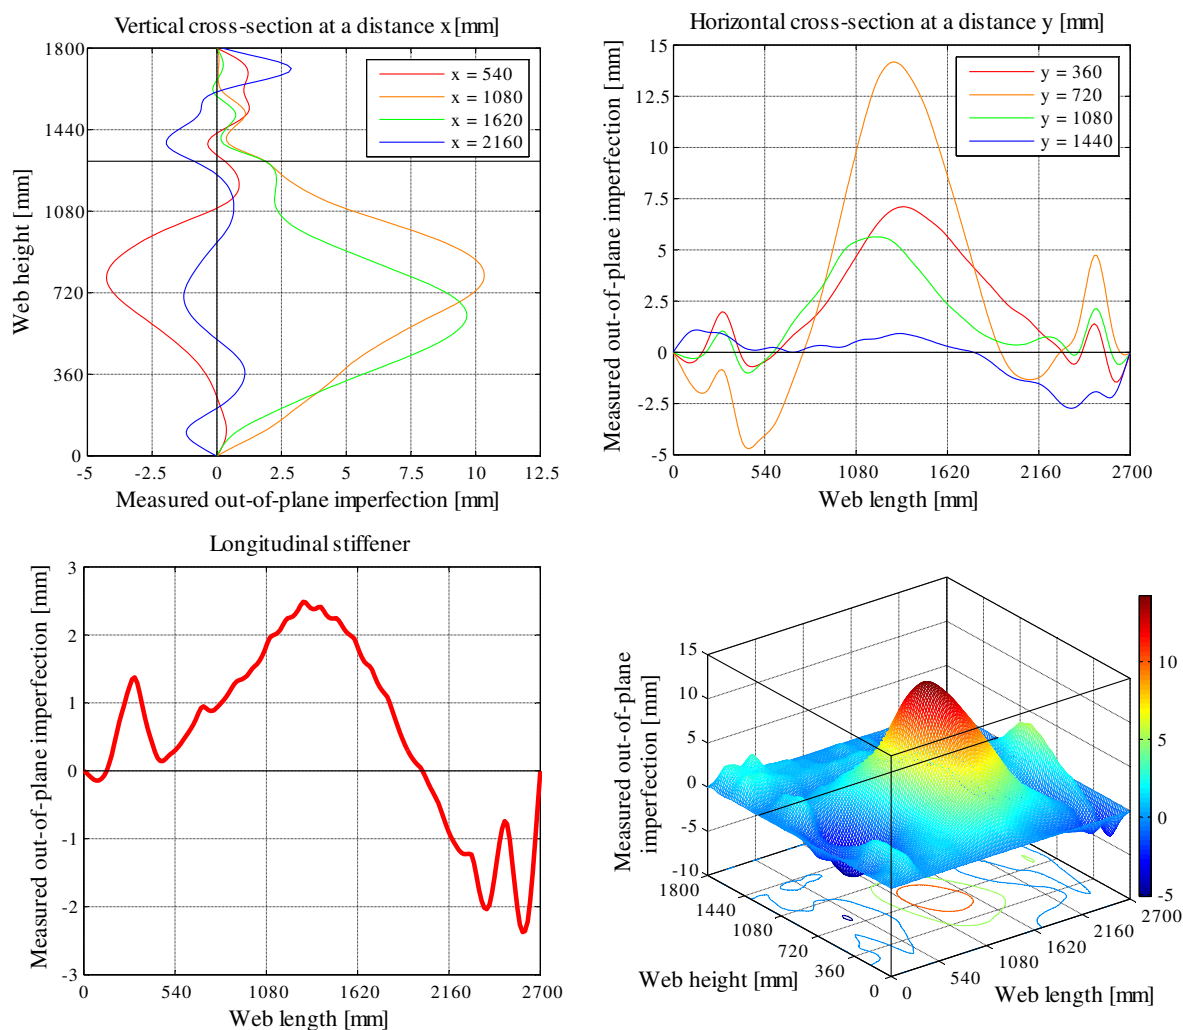 Vertical cross-section at a distance x [mm]
1800
1440
1080
720
360
0
Web height [mm]
x = 540
x = 1080
x = 1620
x = 2160
-5 -2.5 0 2.5 5 7.5 10 12.5
Measured out-of-plane imperfection [mm]
Horizontal cross-section at a distance y [mm]
15
12.5
10
7.5
5
2.5
0
-2.5
-5
Measured out-of-plane imperfection [mm]
y = 360
y = 720
y = 1080
y = 1440
0 540 1080 1620 2160 2700
Web length [mm]
Longitudinal stiffener
3
2
1
0
-1
-2
-3
Measured out-of-plane imperfection [mm]
0 540 1080 1620 2160 2700
Web length [mm]
15
10
5
0
-5
-10
Measured out-of-plane
imperfection [mm]
1800
1440
1080
720
360
0
Web height [mm]
0
540
1080
1620
2160
2700
Web length [mm]
10
5
0
-5